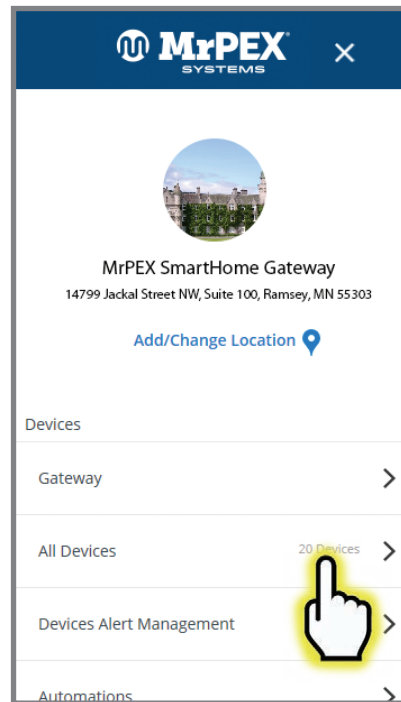 MrPEX®
SYSTEMS
MrPEX SmartHome Gateway
14799 Jackal Street NW, Suite 100, Ramsey, MN 55303
Add/Change Location
Devices
Gateway
All Devices 20 Devices
Devices Alert Management
Automations